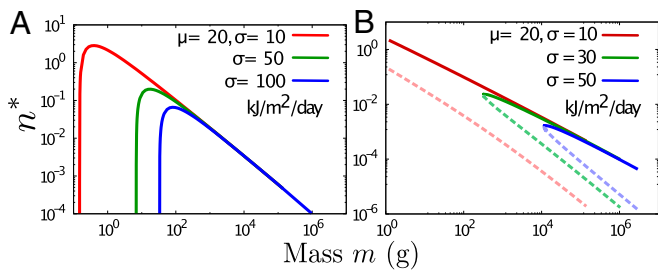 A
μ= 20, σ= 10
σ= 50
σ= 100
kJ/m²/day
n*
10¹
10⁰
10⁻¹
10⁻²
10⁻³
10⁻⁴
10⁰ 10² 10⁴ 10⁶
B
μ= 20, σ = 10
σ = 30
σ = 50
kJ/m²/day
10⁰
10⁻²
10⁻⁴
10⁻⁶
10⁰ 10² 10⁴ 10⁶
Mass m (g)